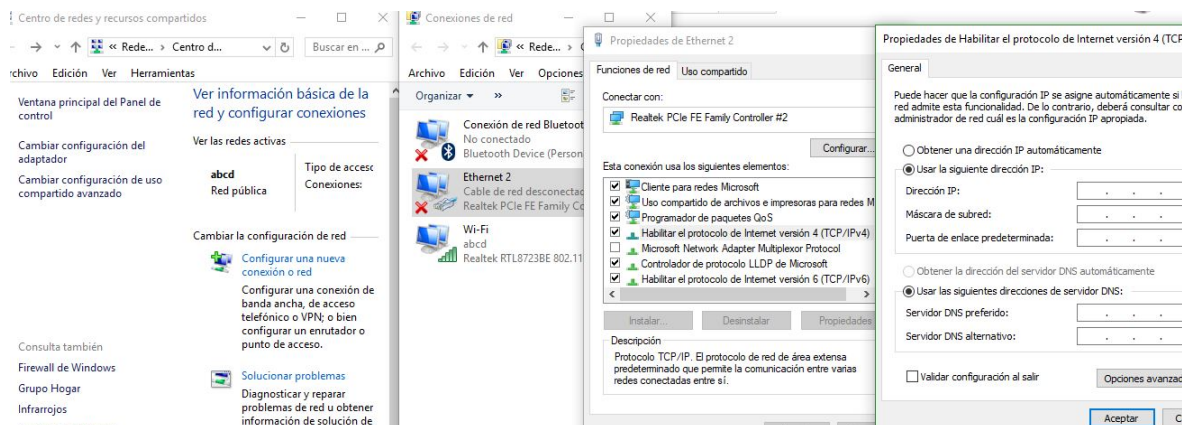 Centro de redes y recursos compartidos
Rede... > Centro d...
Buscar en ...
Edición Ver
Ventana principal del Panel de
control
Cambiar configuración del
adaptador
Cambiar configuración de uso
compartido avanzado
Consulta también
Firewall de Windows
Grupo Hogar
Infrarrojos
Ver información básica de la
red y configurar conexiones
Ver las redes activas
abcd
Red pública
Tipo de
Conexiones:
Cambiar la configuración de red
Configurar una nueva
conexión o red
Configurar una conexión de
banda ancha, de acceso
telefónico o VPN; o bien
configurar un enrutador o
punto de acceso.
Solucionar problemas
Diagnosticar y reparar
problemas de red u obtener
información de solución de
Conexiones de red
« Rede... >
Archivo Edición Ver Opciones
Organizar »
Conexión de red
No conectado
Bluetooth Device
Ethernet 2
Cable de red
Realtek PCIe FE Family
Wi-Fi
abcd
Realtek RTL8723BE
Propiedades de Ethernet 2
Funciones de red Uso compartido
Conectar con:
Realtek PCIe FE Family Controller #2
Configurar...
Esta conexión usa los siguientes elementos:
Cliente para redes Microsoft
Uso compartido de archivos e impresoras para redes
Programador de paquetes QoS
Habilitar el protocolo de Internet versión 4 (TCP/IPv4)
Microsoft Network Adapter Multiplexor Protocol
Controlador de protocolo LLDP de Microsoft
Habilitar el protocolo de Internet versión 6 (TCP/IPv6)
Instalar... Desinstalar Propiedades
Descripción
Protocolo TCP/IP. El protocolo de red de área extensa
predeterminado que permite la comunicación entre varias
redes conectadas entre sí.
Propiedades de Habilitar el protocolo de Internet versión 4
General
Puede hacer que la configuración IP se asigne automáticamente si
red admite esta funcionalidad. De lo contrario, deberá consultar
administrador de red cuál es la configuración IP apropiada.
Obtener una dirección IP automáticamente
Usar la siguiente dirección IP:
Dirección IP:
Máscara de subred:
Puerta de enlace predeterminada:
Obtener la dirección del servidor DNS automáticamente
Usar las siguientes direcciones de servidor DNS:
Servidor DNS preferido:
Servidor DNS alternativo:
Validar configuración al salir
Opciones
Aceptar